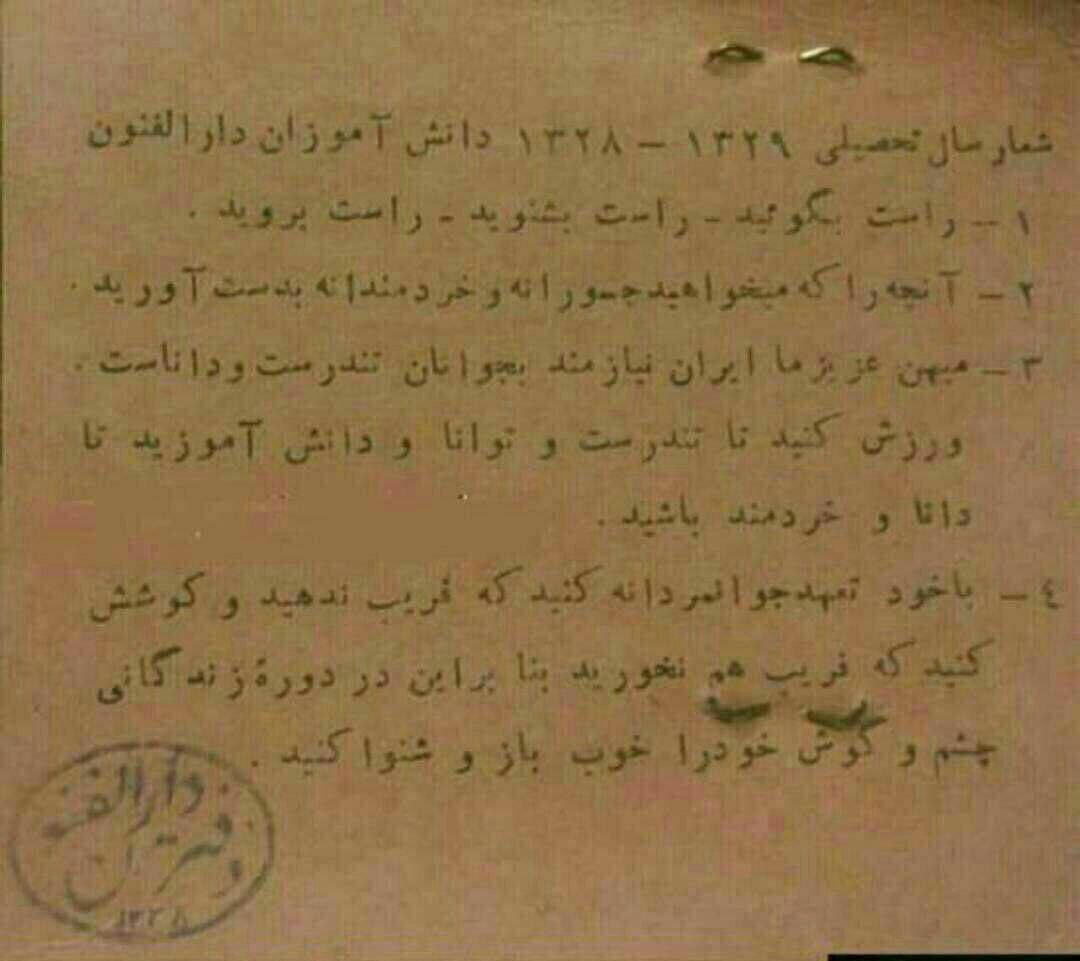 شعار سال تحصیلی ۱۳۲۹ – ۱۳۲۸ دانش آموزان دارالفنون
۱ – راست بگوئید – راست بشنوید – راست بروید .
۲ – آنچه را که میخواهید جسورانه و خردمندانه بدست آورید .
۳ – میهن عزیز ما ایران نیازمند بجوانان تندرست و داناست .
ورزش کنید تا تندرست و توانا و دانش آموزید تا
دانا و خردمند باشید .
٤ – باخود تعهد جوانمردانه کنید که فریب ندهید و کوشش
کنید که فریب هم نخورید بنا براین در دورهٔ زندگانی
چشم و گوش خودرا خوب باز و شنوا کنید .
دارالفنون
۱۳۲۸